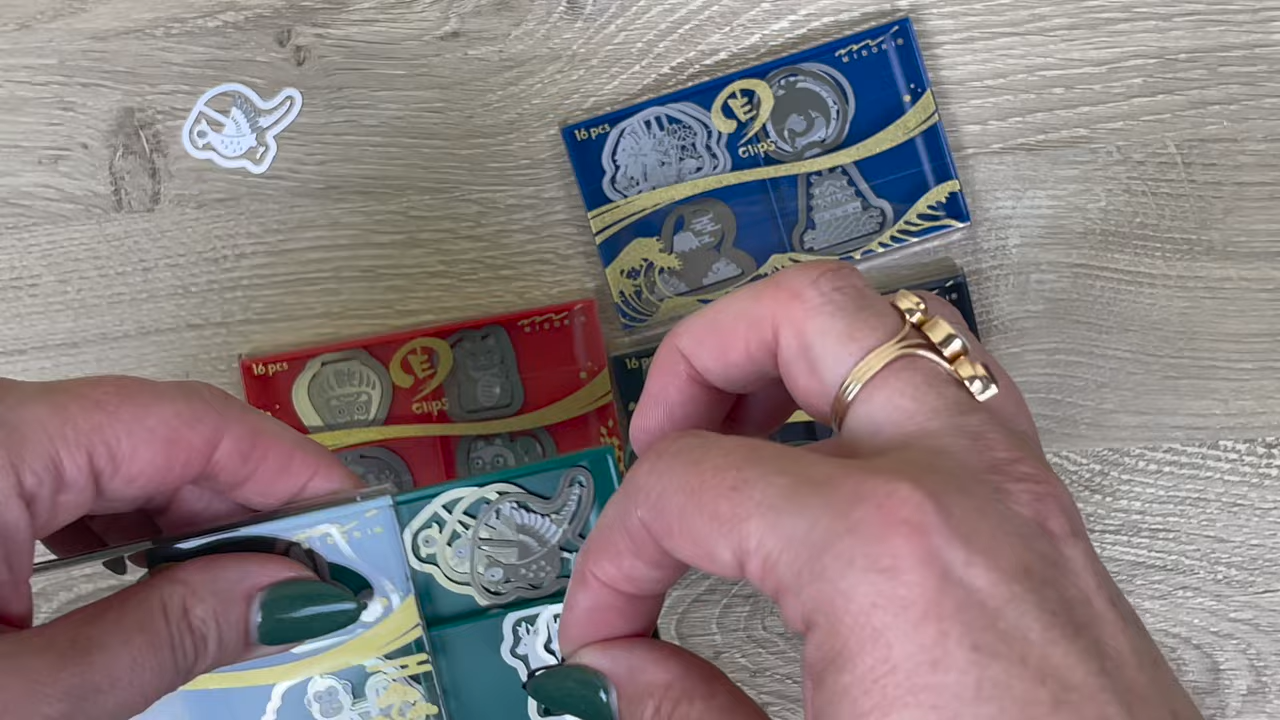 MIDORI®
16 pcs
E
clips
MIDORI
16 pcs
E
clips
16 pcs